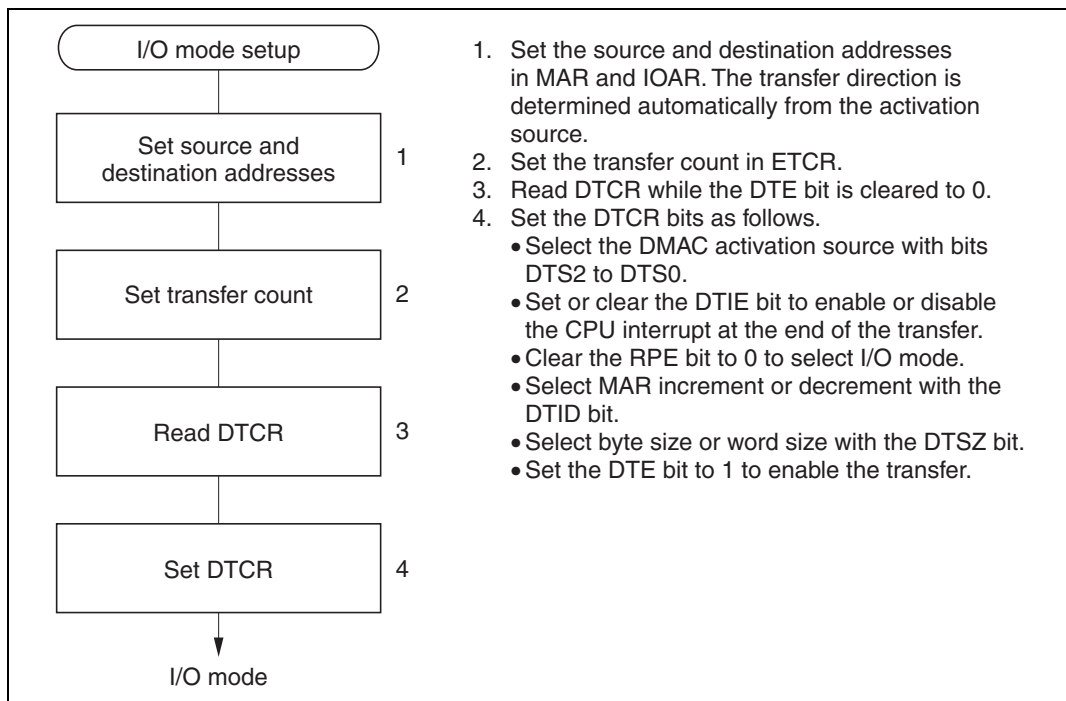 I/O mode setup
Set source and
destination addresses
1
Set transfer count
2
Read DTCR
3
Set DTCR
4
I/O mode
1. Set the source and destination addresses
in MAR and IOAR. The transfer direction is
determined automatically from the activation
source.
2. Set the transfer count in ETCR.
3. Read DTCR while the DTE bit is cleared to 0.
4. Set the DTCR bits as follows.
• Select the DMAC activation source with bits
DTS2 to DTS0.
• Set or clear the DTIE bit to enable or disable
the CPU interrupt at the end of the transfer.
• Clear the RPE bit to 0 to select I/O mode.
• Select MAR increment or decrement with the
DTID bit.
• Select byte size or word size with the DTSZ bit.
• Set the DTE bit to 1 to enable the transfer.